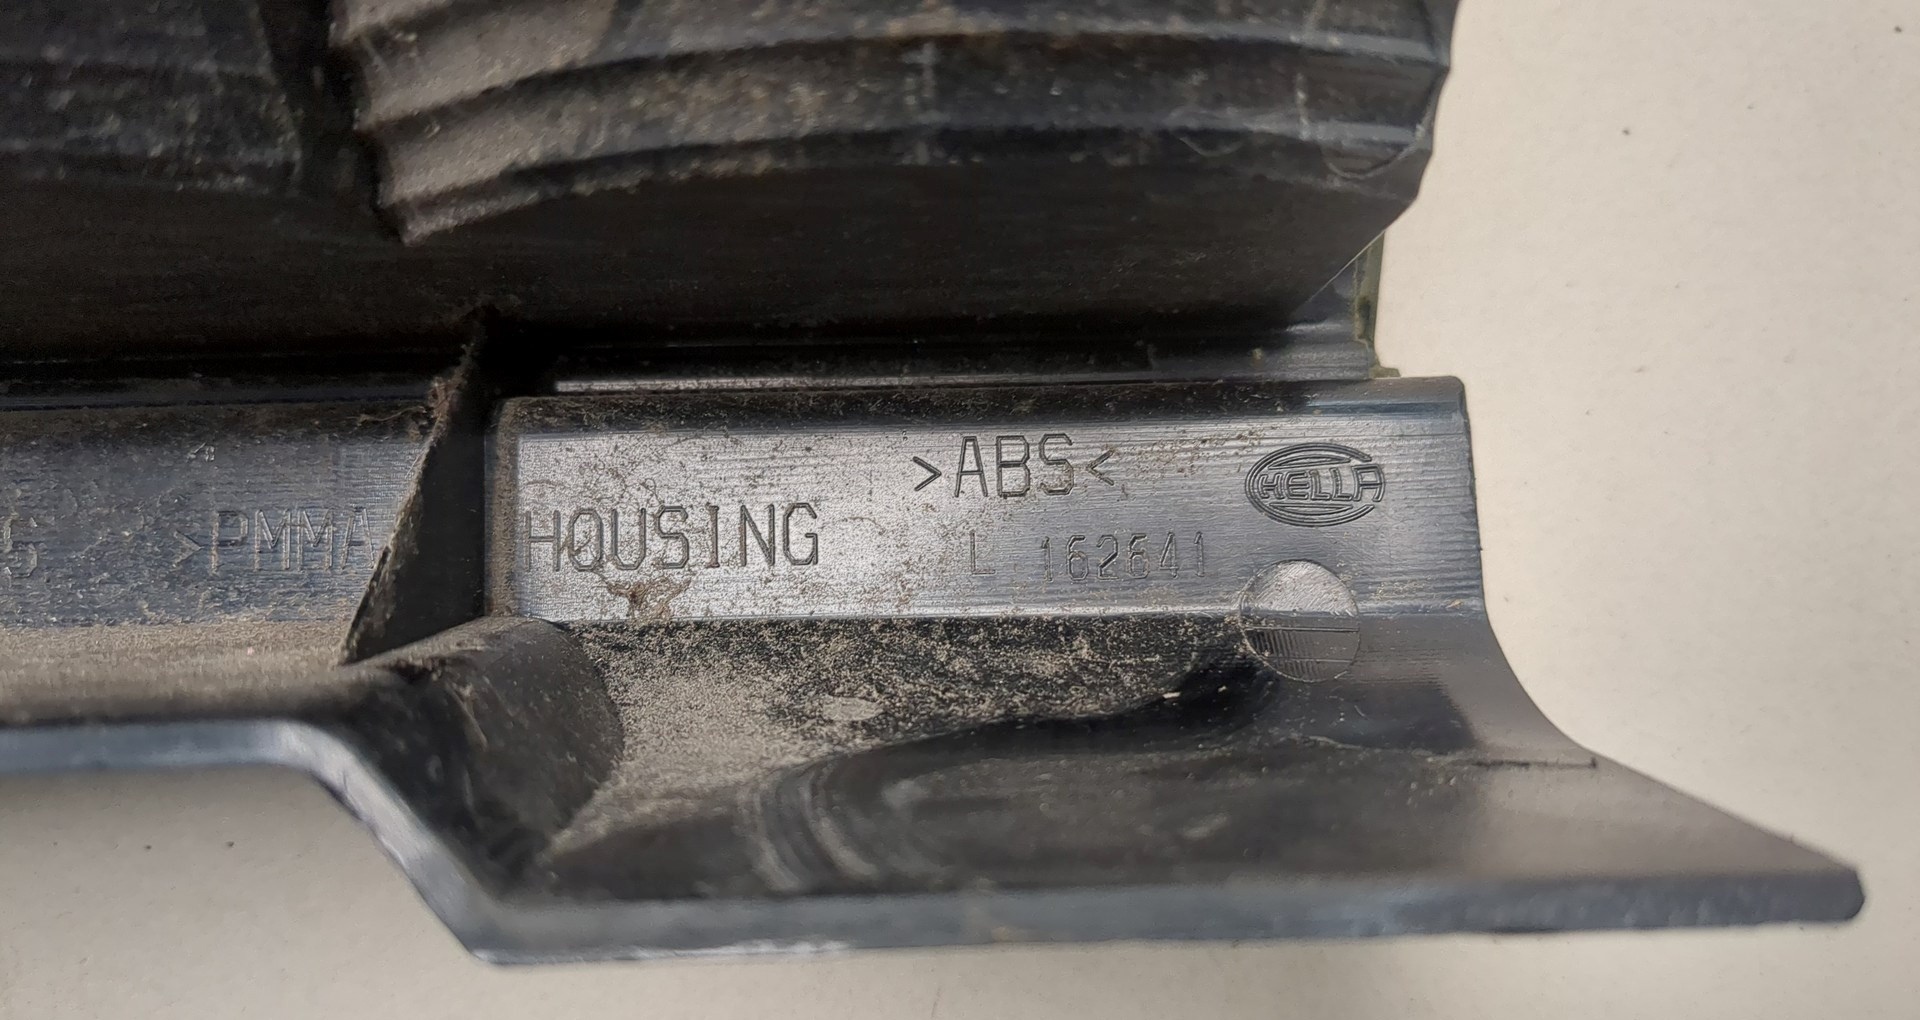 >ABS<
HELLA
>PMMA
HOUSING
L 162641